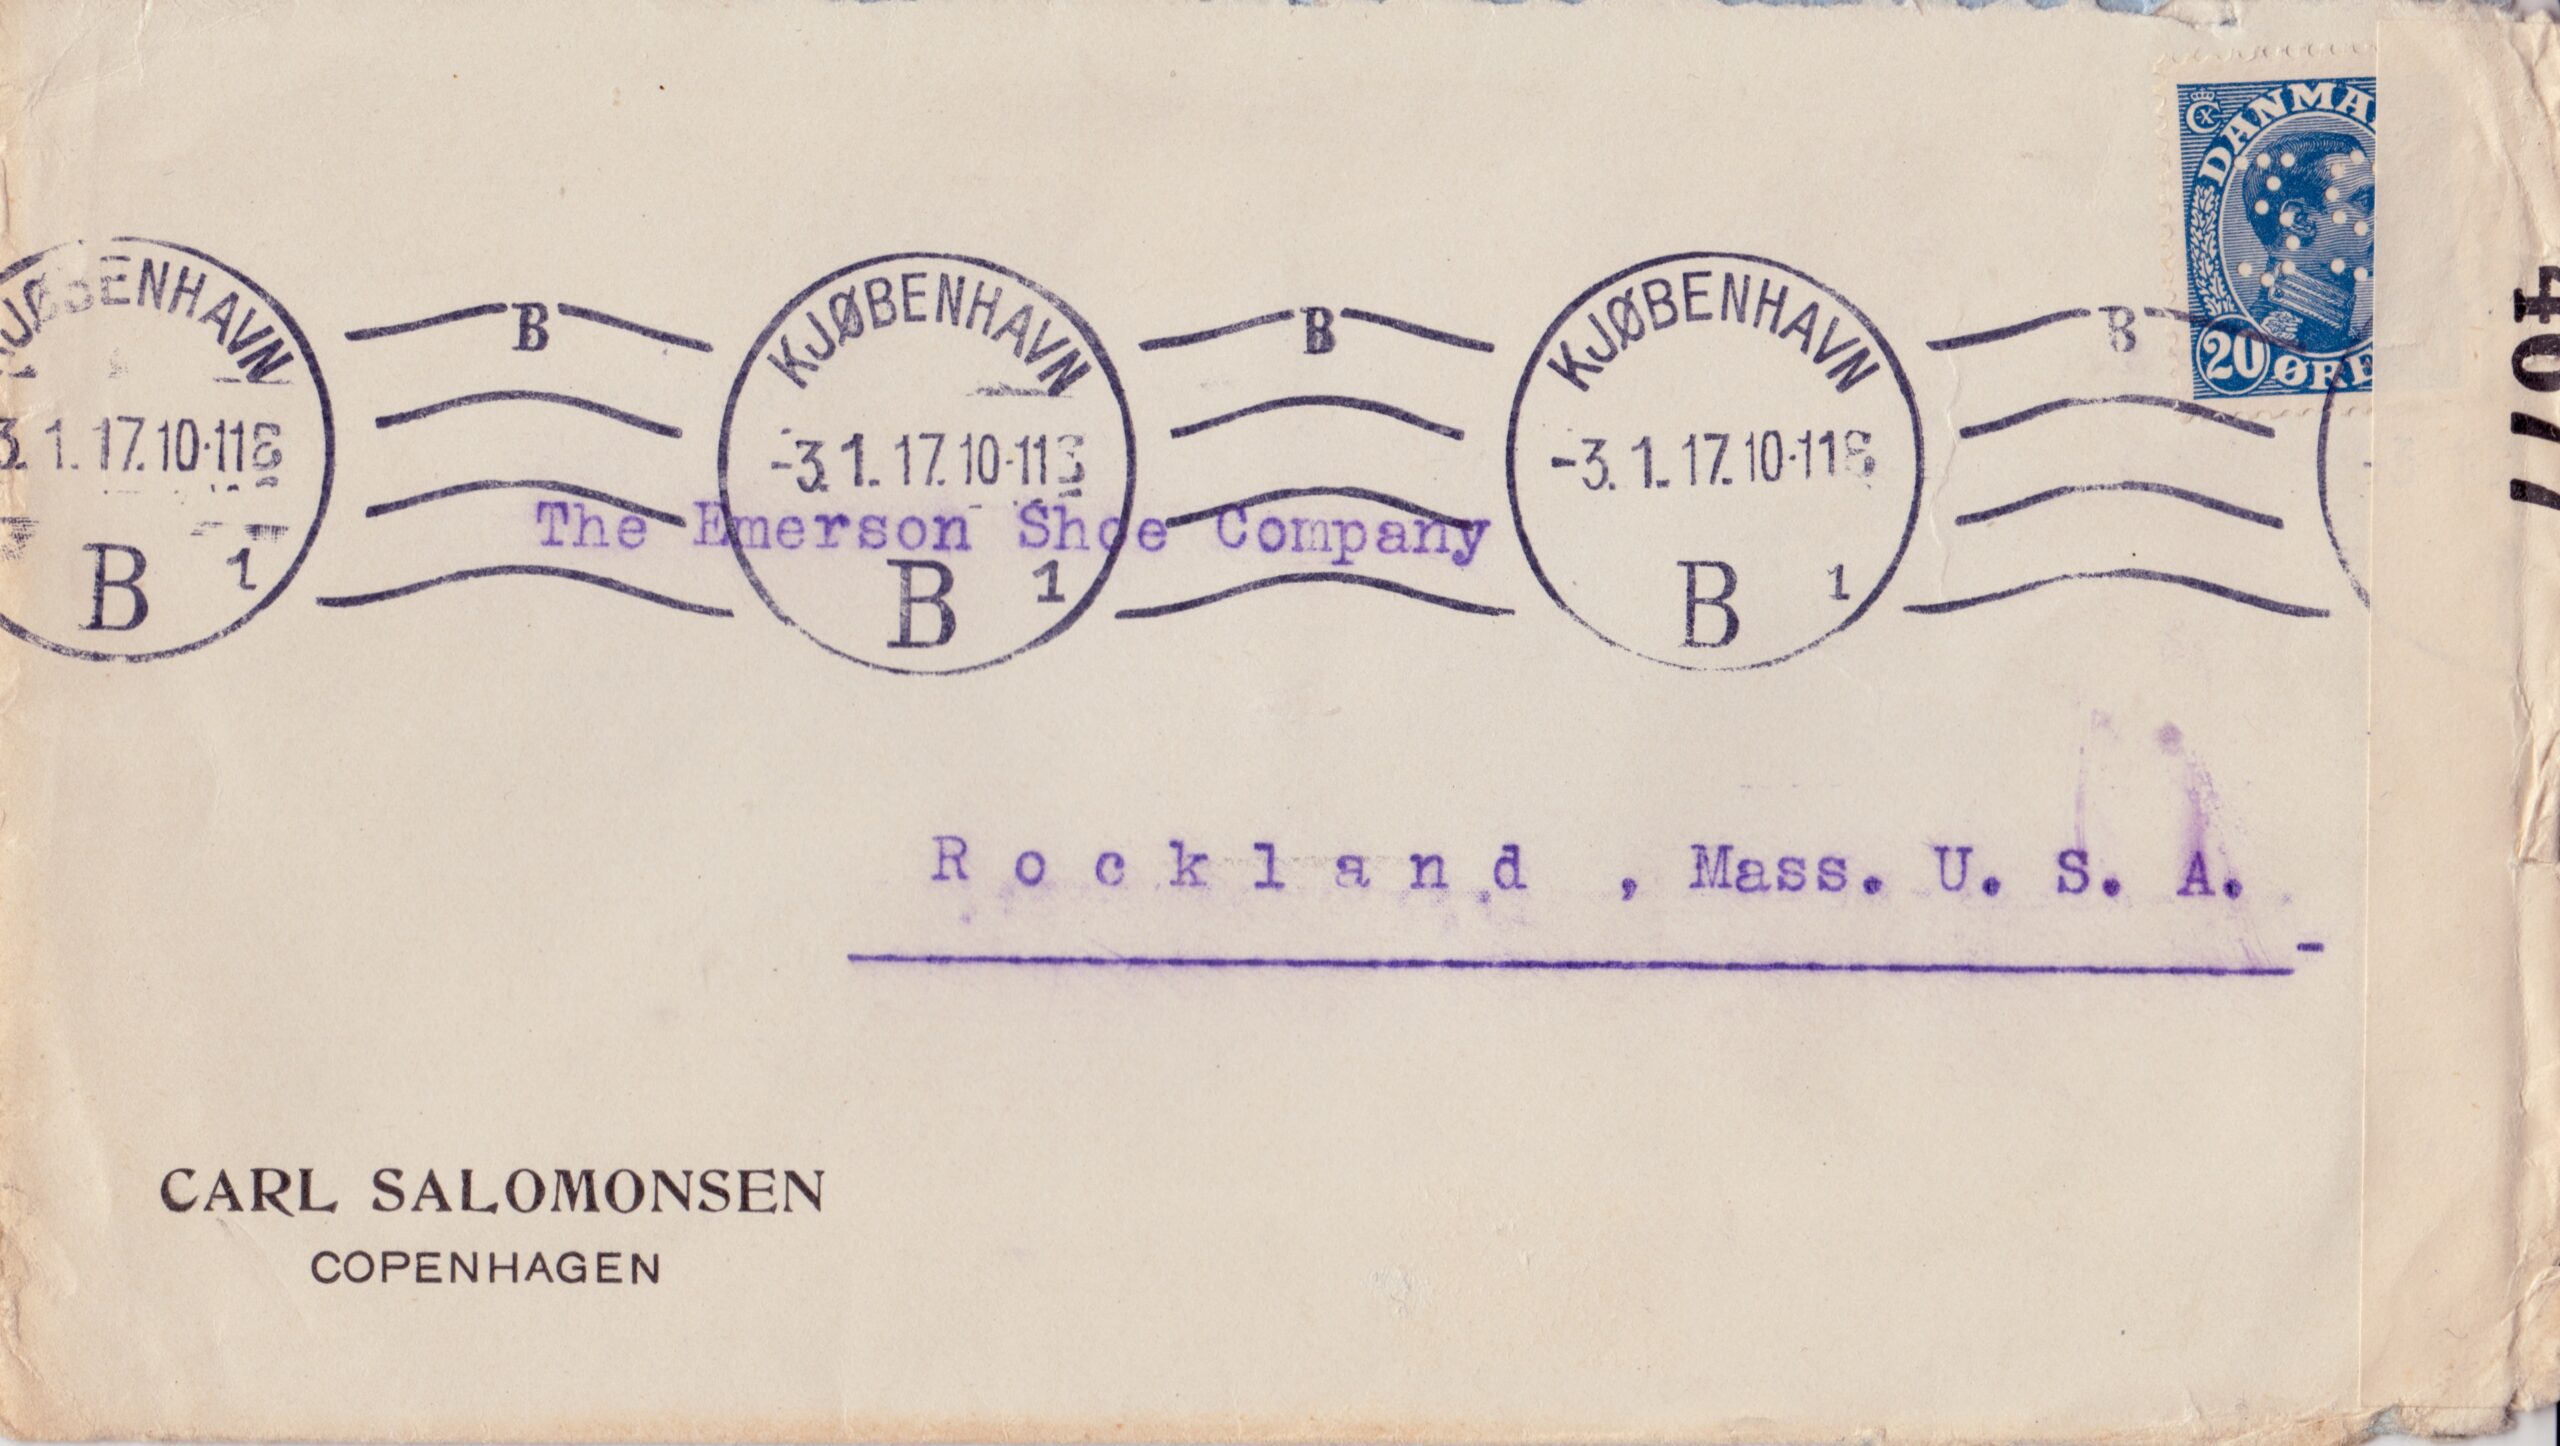 DANMA
20 ØRE
JØBENHAVN
3. 1. 17. 10-11
B 1
B
KJØBENHAVN
-3. 1. 17. 10-11
B 1
B
KJØBENHAVN
-3. 1. 17. 10-11
B 1
B
4077
The Emerson Shoe Company
Rockland, Mass. U. S. A.
CARL SALOMONSEN
COPENHAGEN